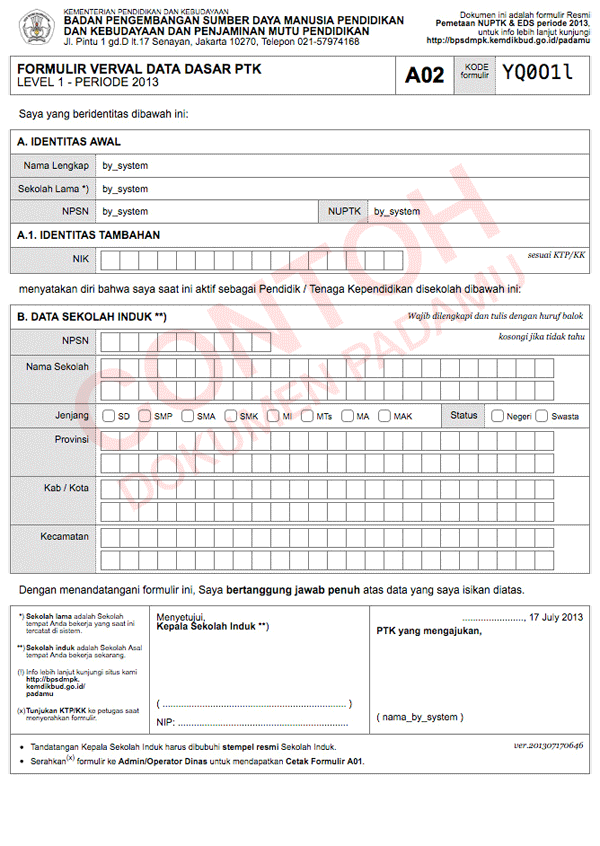 KEMENTERIAN PENDIDIKAN DAN KEBUDAYAAN
BADAN PENGEMBANGAN SUMBER DAYA MANUSIA PENDIDIKAN
DAN KEBUDAYAAN DAN PENJAMINAN MUTU PENDIDIKAN
Jl. Pintu 1 gd.D lt.17 Senayan, Jakarta 10270, Telepon 021-57974168
Dokumen ini adalah formulir Resmi
Pemetaan NUPTK & EDS periode 2013,
untuk info lebih lanjut kunjungi
http://bpsdmpk.kemdikbud.go.id/padamu
FORMULIR VERVAL DATA DASAR PTK
LEVEL 1 - PERIODE 2013
A02
KODE
formulir
YQ0O1l
Saya yang beridentitas dibawah ini:
A. IDENTITAS AWAL
Nama Lengkap by_system
Sekolah Lama *) by_system
NPSN by_system NUPTK by_system
A.1. IDENTITAS TAMBAHAN
NIK sesuai KTP/KK
menyatakan diri bahwa saya saat ini aktif sebagai Pendidik / Tenaga Kependidikan disekolah dibawah ini:
B. DATA SEKOLAH INDUK **) Wajib dilengkapi dan tulis dengan huruf balok
NPSN kosongi jika tidak tahu
Nama Sekolah
Jenjang SD SMP SMA SMK MI MTs MA MAK Status Negeri Swasta
Provinsi
Kab / Kota
Kecamatan
CONTOH
DOKUMEN PADAMU
Dengan menandatangani formulir ini, Saya bertanggung jawab penuh atas data yang saya isikan diatas.
*) Sekolah lama adalah Sekolah
tempat Anda bekerja yang saat ini
tercatat di sistem.
**) Sekolah induk adalah Sekolah Asal
tempat Anda bekerja sekarang.
(!) Info lebih lanjut kunjungi situs kami
http://bpsdmpk.
kemdikbud.go.id/
padamu
(x) Tunjukan KTP/KK ke petugas saat
menyerahkan formulir.
Menyetujui,
Kepala Sekolah Induk **)
( ................................................................ )
NIP: ............................................................
......................, 17 July 2013
PTK yang mengajukan,
( nama_by_system )
• Tandatangan Kepala Sekolah Induk harus dibubuhi stempel resmi Sekolah Induk.
• Serahkan(x) formulir ke Admin/Operator Dinas untuk mendapatkan Cetak Formulir A01.
ver.201307170646